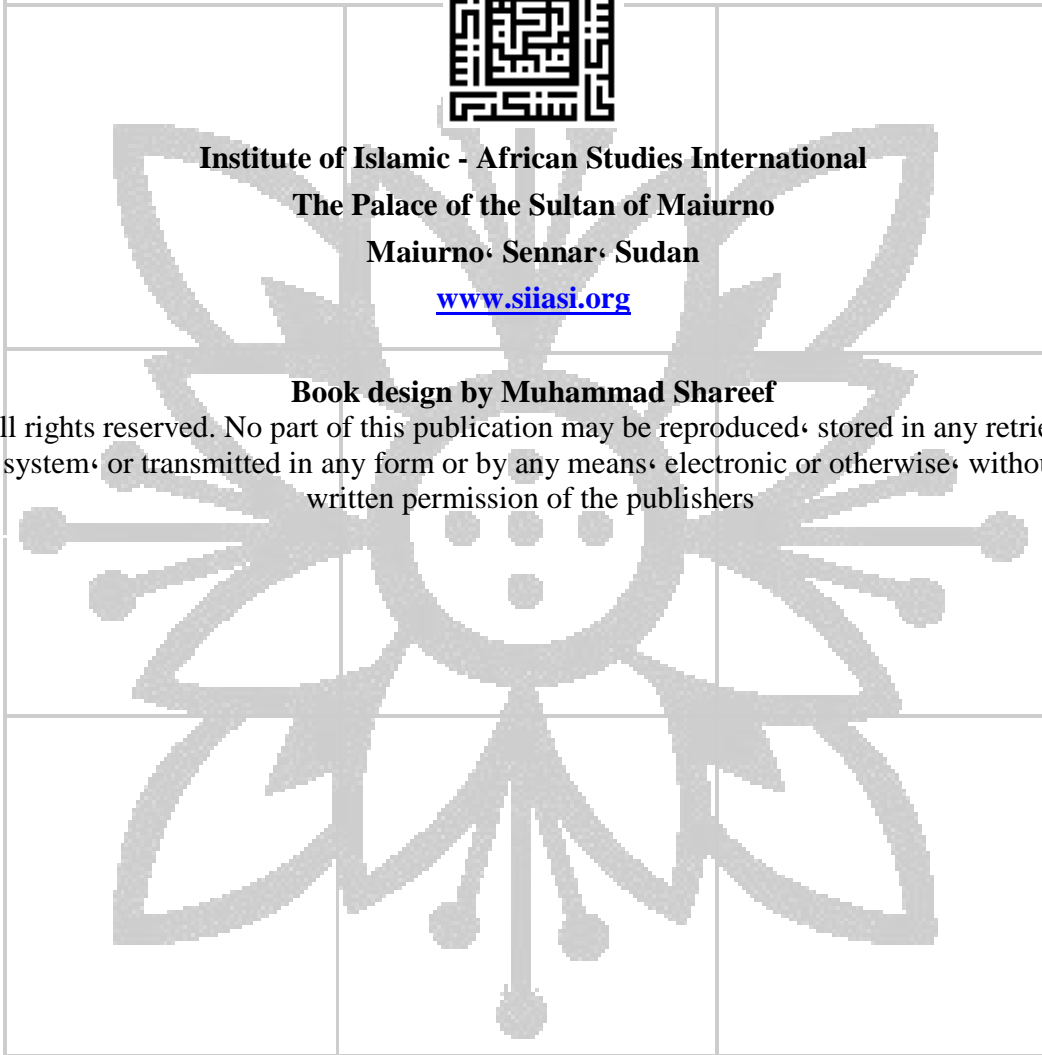 Institute of Islamic - African Studies International
The Palace of the Sultan of Maiurno
Maiurno، Sennar، Sudan
www.siiasi.org
Book design by Muhammad Shareef
ll rights reserved. No part of this publication may be reproduced، stored in any retrie
system، or transmitted in any form or by any means، electronic or otherwise، withou
written permission of the publishers